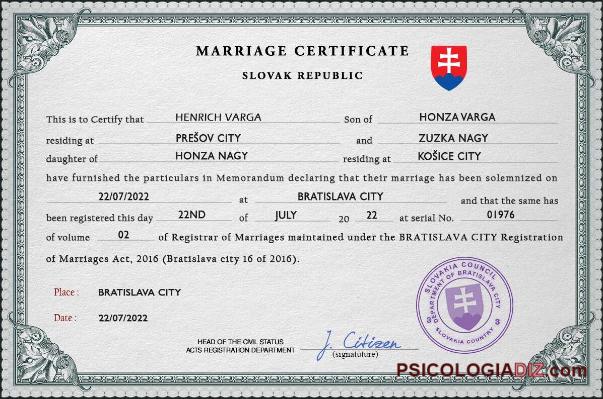 MARRIAGE CERTIFICATE
SLOVAK REPUBLIC
This is to Certify that HENRICH VARGA Son of HONZA VARGA
residing at PREŠOV CITY and ZUZKA NAGY
daughter of HONZA NAGY residing at KOŠICE CITY
have furnished the particulars in Memorandum declaring that their marriage has been solemnized on
22/07/2022 at BRATISLAVA CITY and that the same has
been registered this day 22ND of JULY 20 22 at serial No. 01976
of volume 02 of Registrar of Marriages maintained under the BRATISLAVA CITY Registration
of Marriages Act, 2016 (Bratislava city 16 of 2016).
Place : BRATISLAVA CITY
Date : 22/07/2022
SLOVAKIA COUNCIL
DEPARTMENT OF BRATISLAVA CITY
SLOVAKIA COUNTRY
HEAD OF THE CIVIL STATUS
ACTS REGISTRATION DEPARTMENT
J. Citizen
(signatuture)
PSICOLOGIADIZ.com